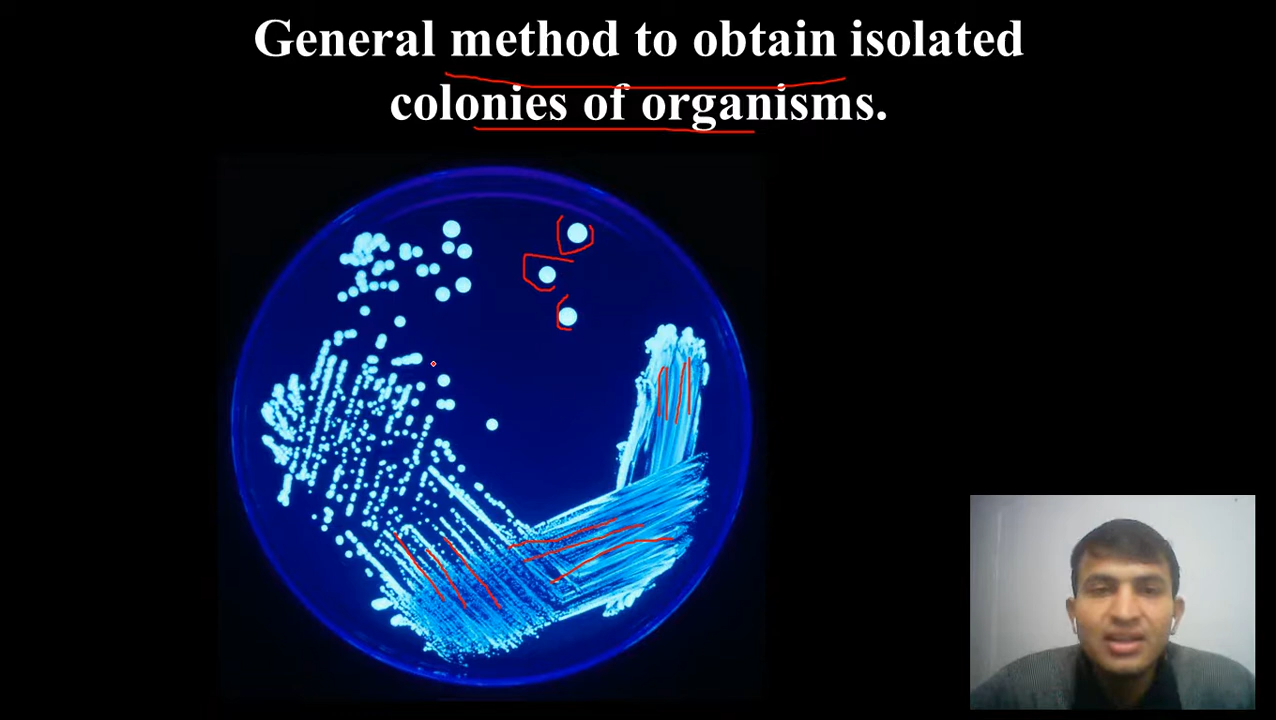 General method to obtain isolated
colonies of organisms.